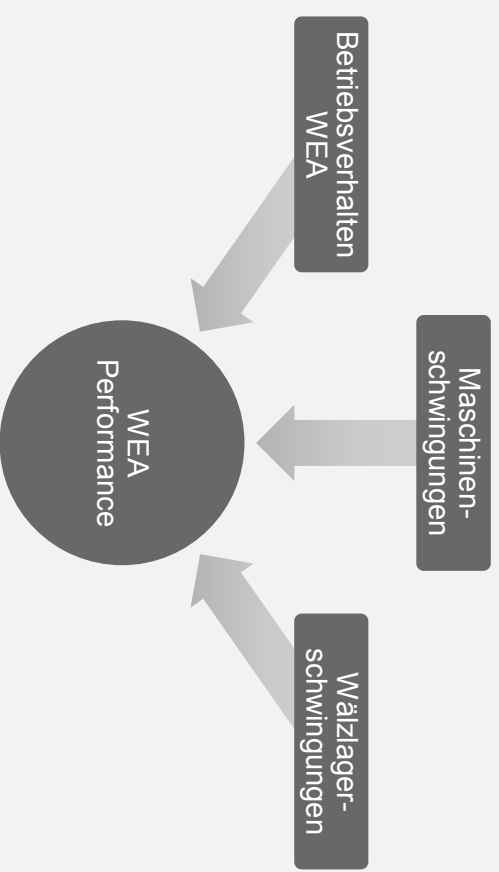 Betriebsverhalten
WEA
Maschinen-
schwingungen
Wälzlager-
schwingungen
WEA
Performance